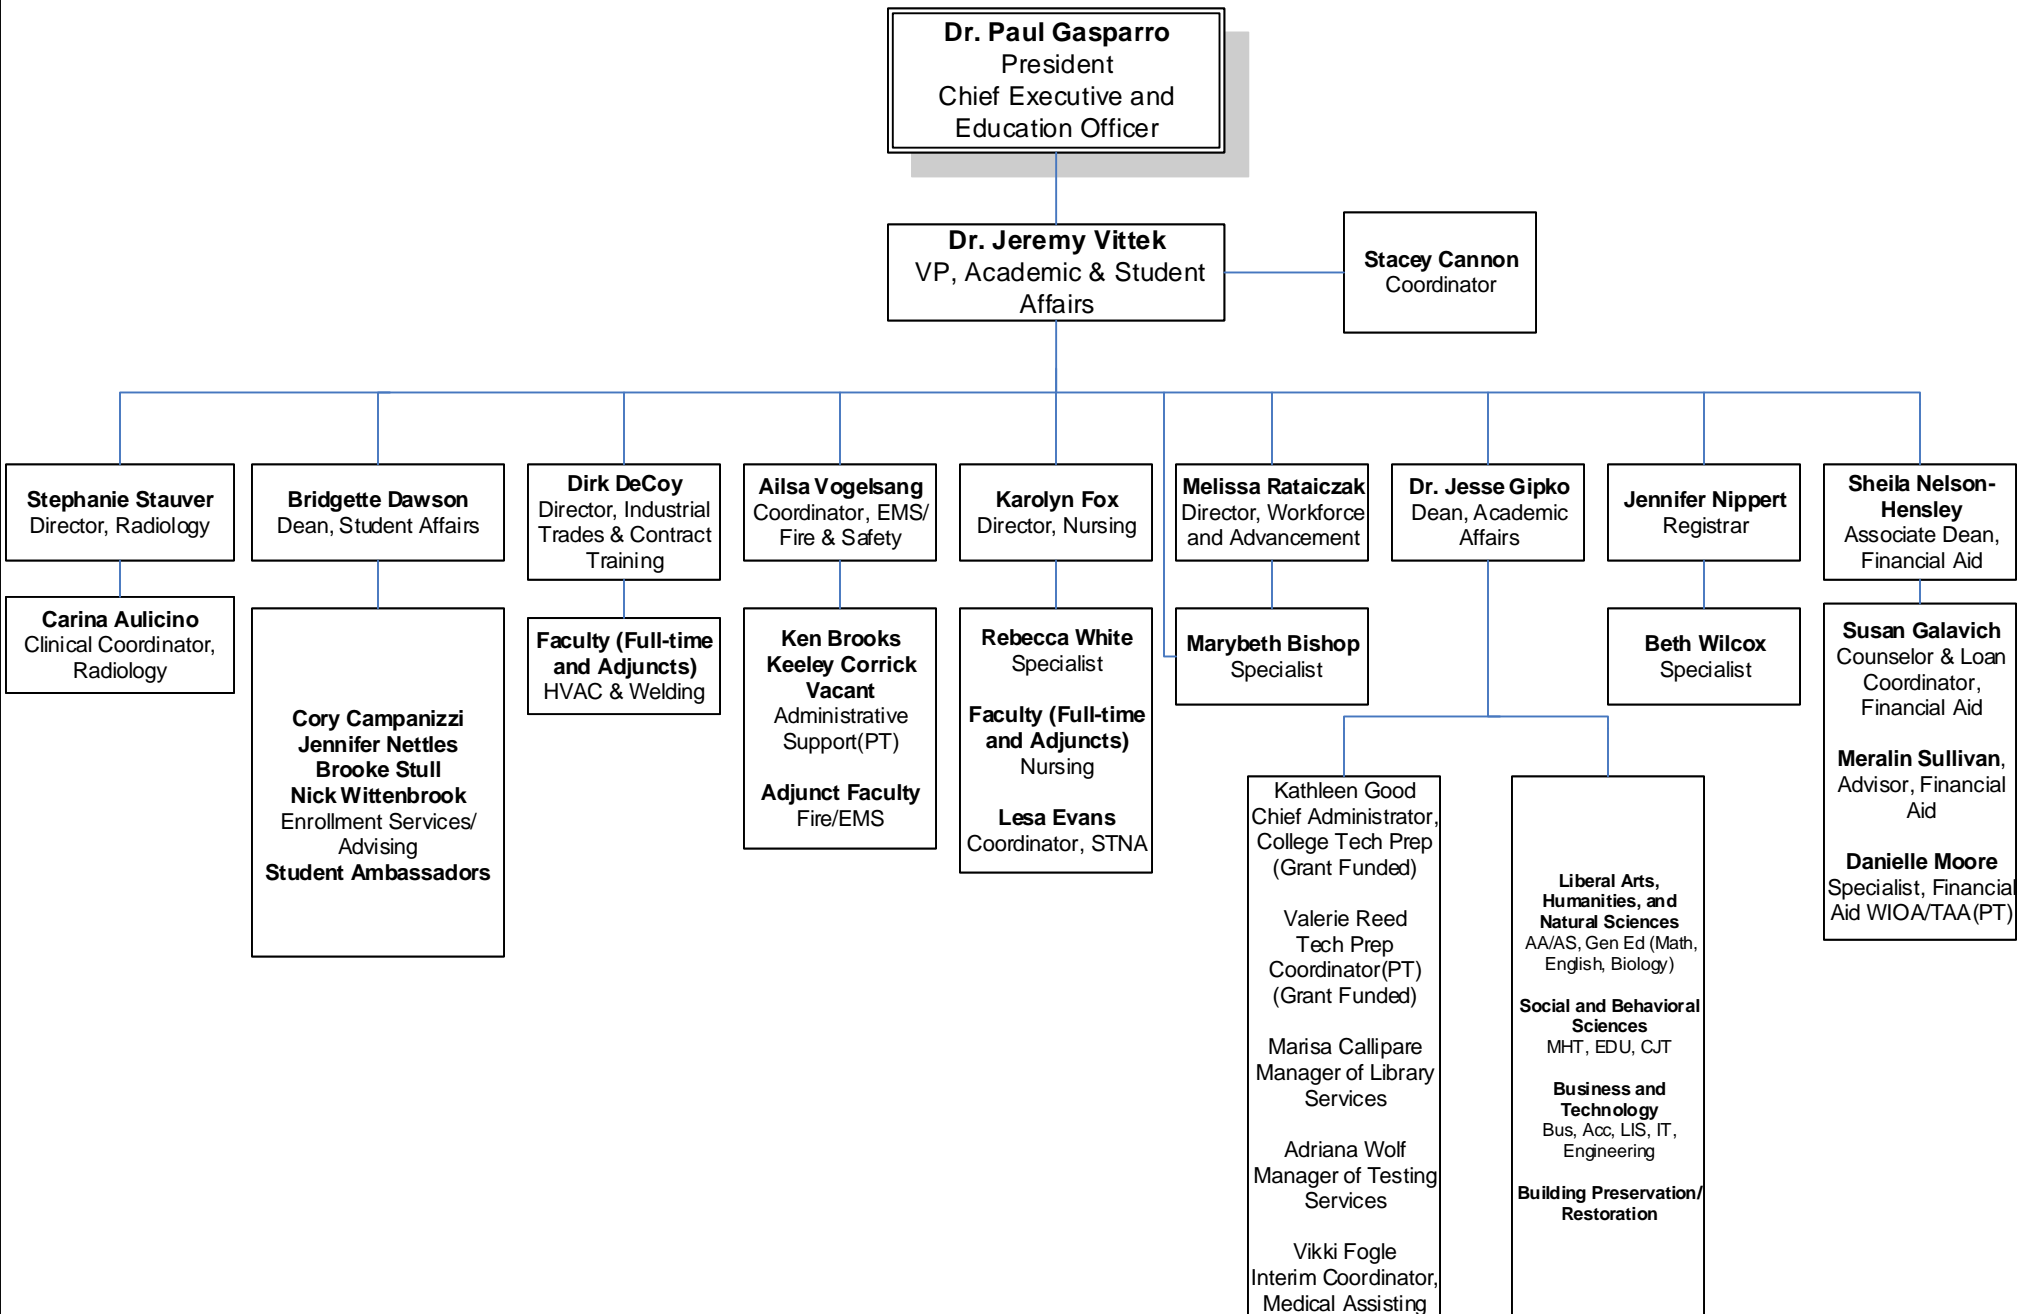 Dr. Paul Gasparro
President
Chief Executive and
Education Officer
Dr. Jeremy Vittek
VP, Academic & Student
Affairs
Stacey Cannon
Coordinator
Stephanie Stauver
Director, Radiology
Bridgette Dawson
Dean, Student Affairs
Dirk DeCoy
Director, Industrial
Trades & Contract
Training
Ailsa Vogelsang
Coordinator, EMS/
Fire & Safety
Karolyn Fox
Director, Nursing
Melissa Rataiczak
Director, Workforce
and Advancement
Dr. Jesse Gipko
Dean, Academic
Affairs
Jennifer Nippert
Registrar
Sheila Nelson-
Hensley
Associate Dean,
Financial Aid
Carina Aulicino
Clinical Coordinator,
Radiology
Cory Campanizzi
Jennifer Nettles
Brooke Stull
Nick Wittenbrook
Enrollment Services/
Advising
Student Ambassadors
Faculty (Full-time
and Adjuncts)
HVAC & Welding
Ken Brooks
Keeley Corrick
Vacant
Administrative
Support(PT)
Adjunct Faculty
Fire/EMS
Rebecca White
Specialist
Faculty (Full-time
and Adjuncts)
Nursing
Lesa Evans
Coordinator, STNA
Marybeth Bishop
Specialist
Kathleen Good
Chief Administrator,
College Tech Prep
(Grant Funded)
Valerie Reed
Tech Prep
Coordinator(PT)
(Grant Funded)
Marisa Callipare
Manager of Library
Services
Adriana Wolf
Manager of Testing
Services
Vikki Fogle
Interim Coordinator,
Medical Assisting
Liberal Arts,
Humanities, and
Natural Sciences
AA/AS, Gen Ed (Math,
English, Biology)
Social and Behavioral
Sciences
MHT, EDU, CJT
Business and
Technology
Bus, Acc, LIS, IT,
Engineering
Building Preservation/
Restoration
Beth Wilcox
Specialist
Susan Galavich
Counselor & Loan
Coordinator,
Financial Aid
Meralin Sullivan,
Advisor, Financial
Aid
Danielle Moore
Specialist, Financial
Aid WIOA/TAA(PT)